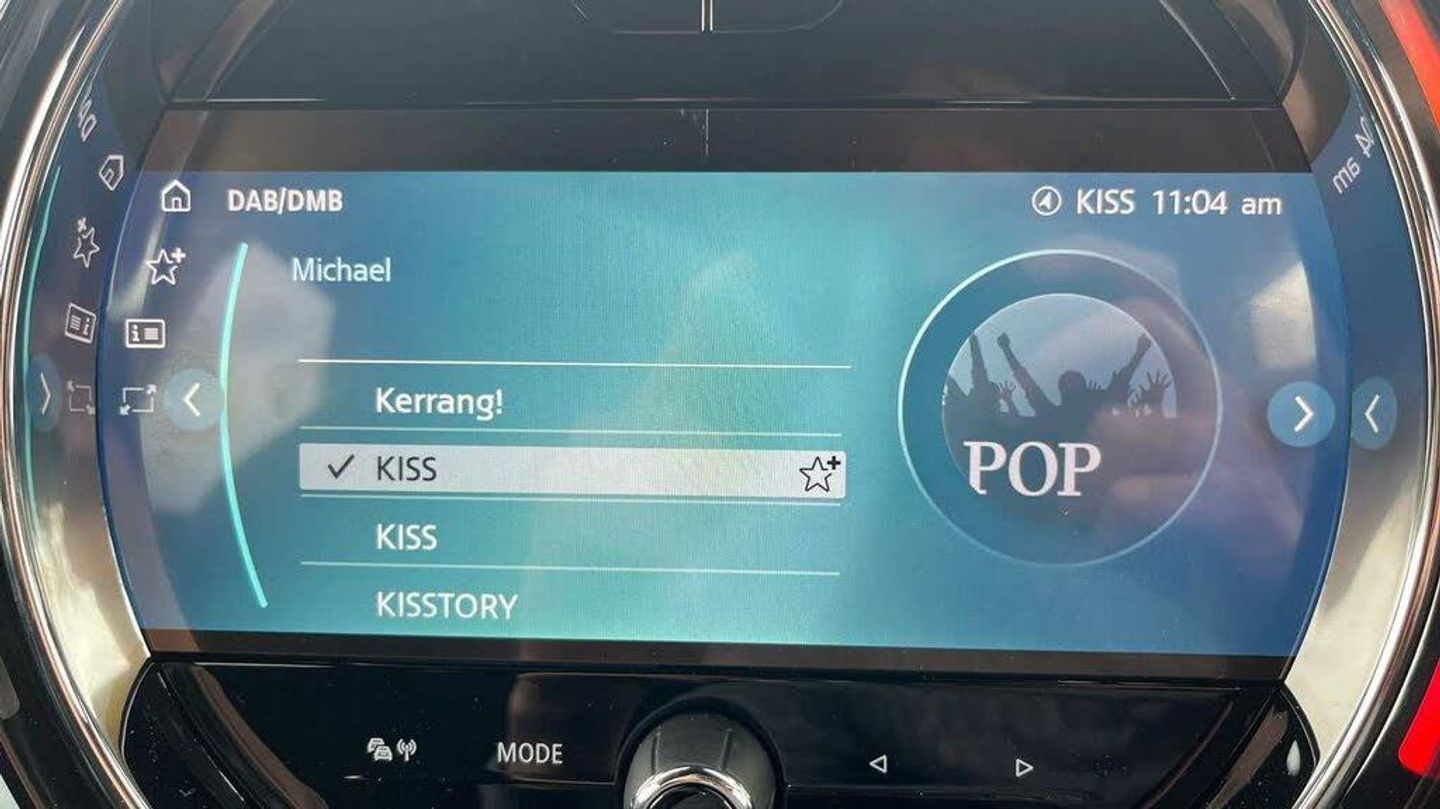 DAB/DMB
KISS 11:04 am
Michael
Kerrang!
KISS
KISS
KISSTORY
POP
MODE